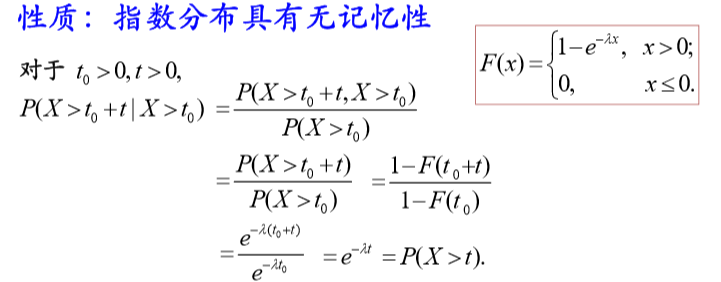 性质：指数分布具有无记忆性
F(x)={1−e^{−λx}, x>0; 0, x≤0.
对于 t₀>0,t>0,
P(X>t₀+t|X>t₀) = P(X>t₀+t,X>t₀) / P(X>t₀)
= P(X>t₀+t) / P(X>t₀) = 1−F(t₀+t) / 1−F(t₀)
= e^{−λ(t₀+t)} / e^{−λt₀} = e^{−λt} = P(X>t).